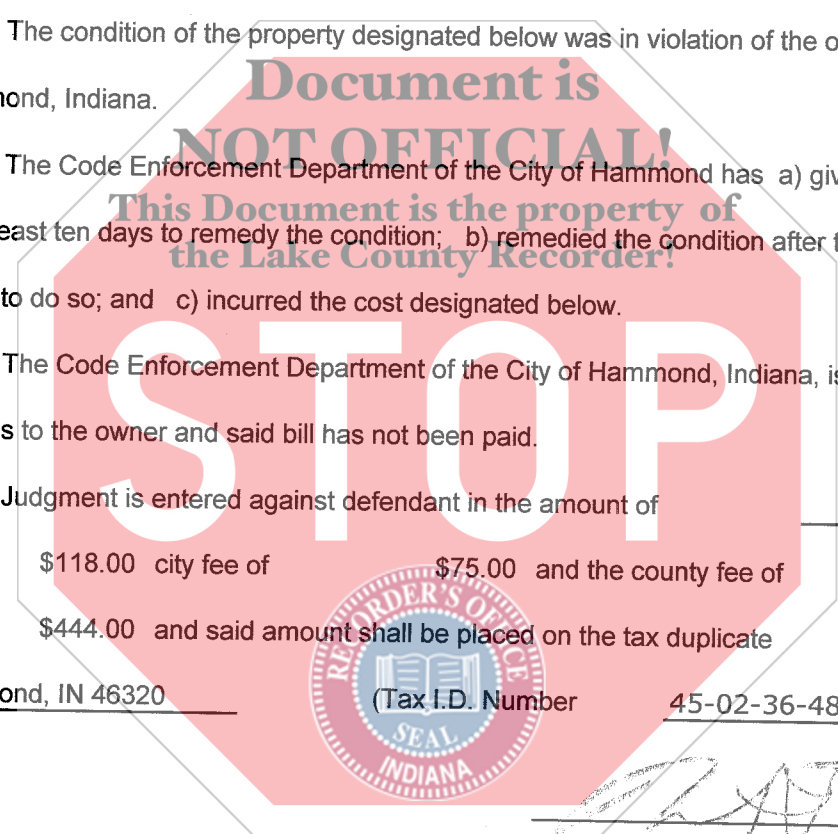 The condition of the property designated below was in violation of the o
Document is
ond, Indiana.
NOT OFFICIAL!
The Code Enforcement Department of the City of Hammond has a) giv
This Document is the property of
east ten days to remedy the condition; b) remedied the condition after t
the Lake County Recorder!
to do so; and c) incurred the cost designated below.
STOP
The Code Enforcement Department of the City of Hammond, Indiana, is
s to the owner and said bill has not been paid.
Judgment is entered against defendant in the amount of
$118.00 city fee of $75.00 and the county fee of
RECORDER'S OFFICE
$444.00 and said amount shall be placed on the tax duplicate
ond, IN 46320 (Tax I.D. Number 45-02-36-48
SEAL
INDIANA